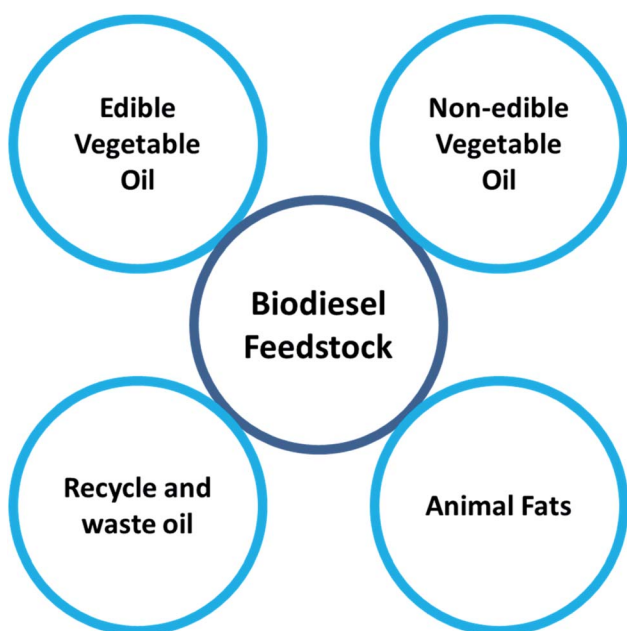 Edible
Vegetable
Oil
Non-edible
Vegetable
Oil
Biodiesel
Feedstock
Recycle and
waste oil
Animal Fats